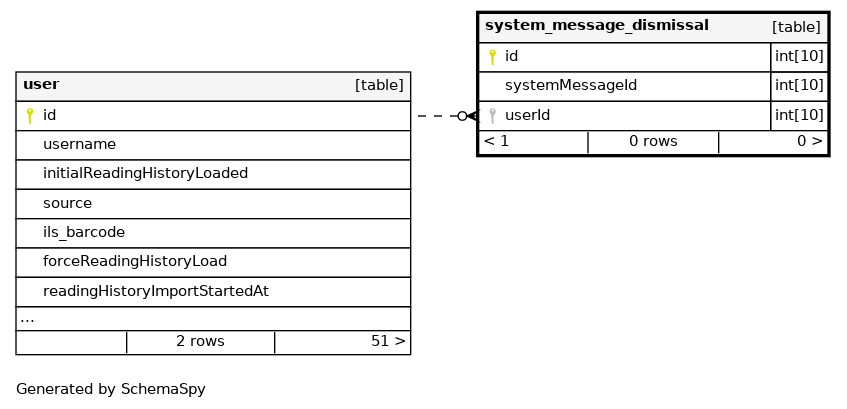 system_message_dismissal [table]
id int[10]
systemMessageId int[10]
userId int[10]
< 1 0 rows 0 >
user [table]
id
username
initialReadingHistoryLoaded
source
ils_barcode
forceReadingHistoryLoad
readingHistoryImportStartedAt
...
2 rows 51 >
Generated by SchemaSpy